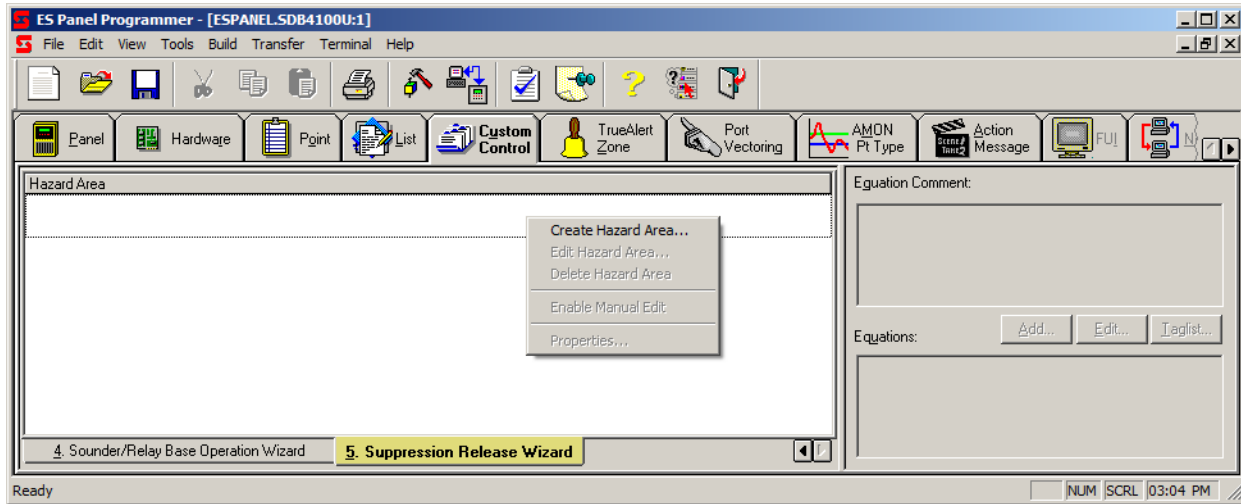 ES Panel Programmer - [ESPANEL.SDB4100U:1]
File Edit View Tools Build Transfer Terminal Help
Panel
Hardware
Point
List
Custom
Control
TrueAlert
Zone
Port
Vectoring
AMON
Pt Type
Scene/
Take2
Action
Message
FUI
N
Hazard Area
Create Hazard Area...
Edit Hazard Area...
Delete Hazard Area
Enable Manual Edit
Properties...
Equation Comment:
Equations:
Add...
Edit...
Taglist...
4. Sounder/Relay Base Operation Wizard
5. Suppression Release Wizard
Ready
NUM SCRL 03:04 PM